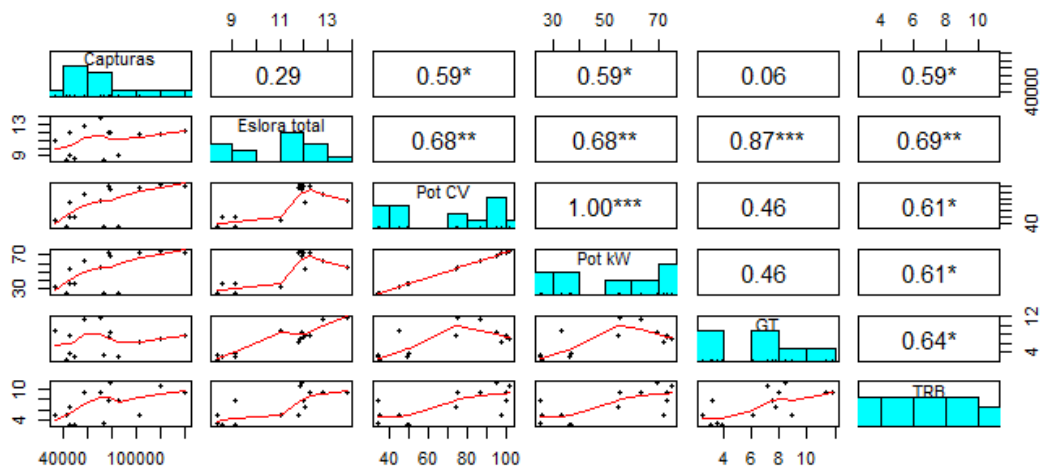 9 11 13 30 50 70 4 6 8 10
Capturas 0.29 0.59* 0.59* 0.06 0.59* 40000
13 9 Eslora total 0.68** 0.68** 0.87*** 0.69**
Pot CV 1.00*** 0.46 0.61* 40
70 30 Pot kW 0.46 0.61*
GT 0.64* 12 4
10 4 TRB
40000 100000 40 60 80 100 4 6 8 10